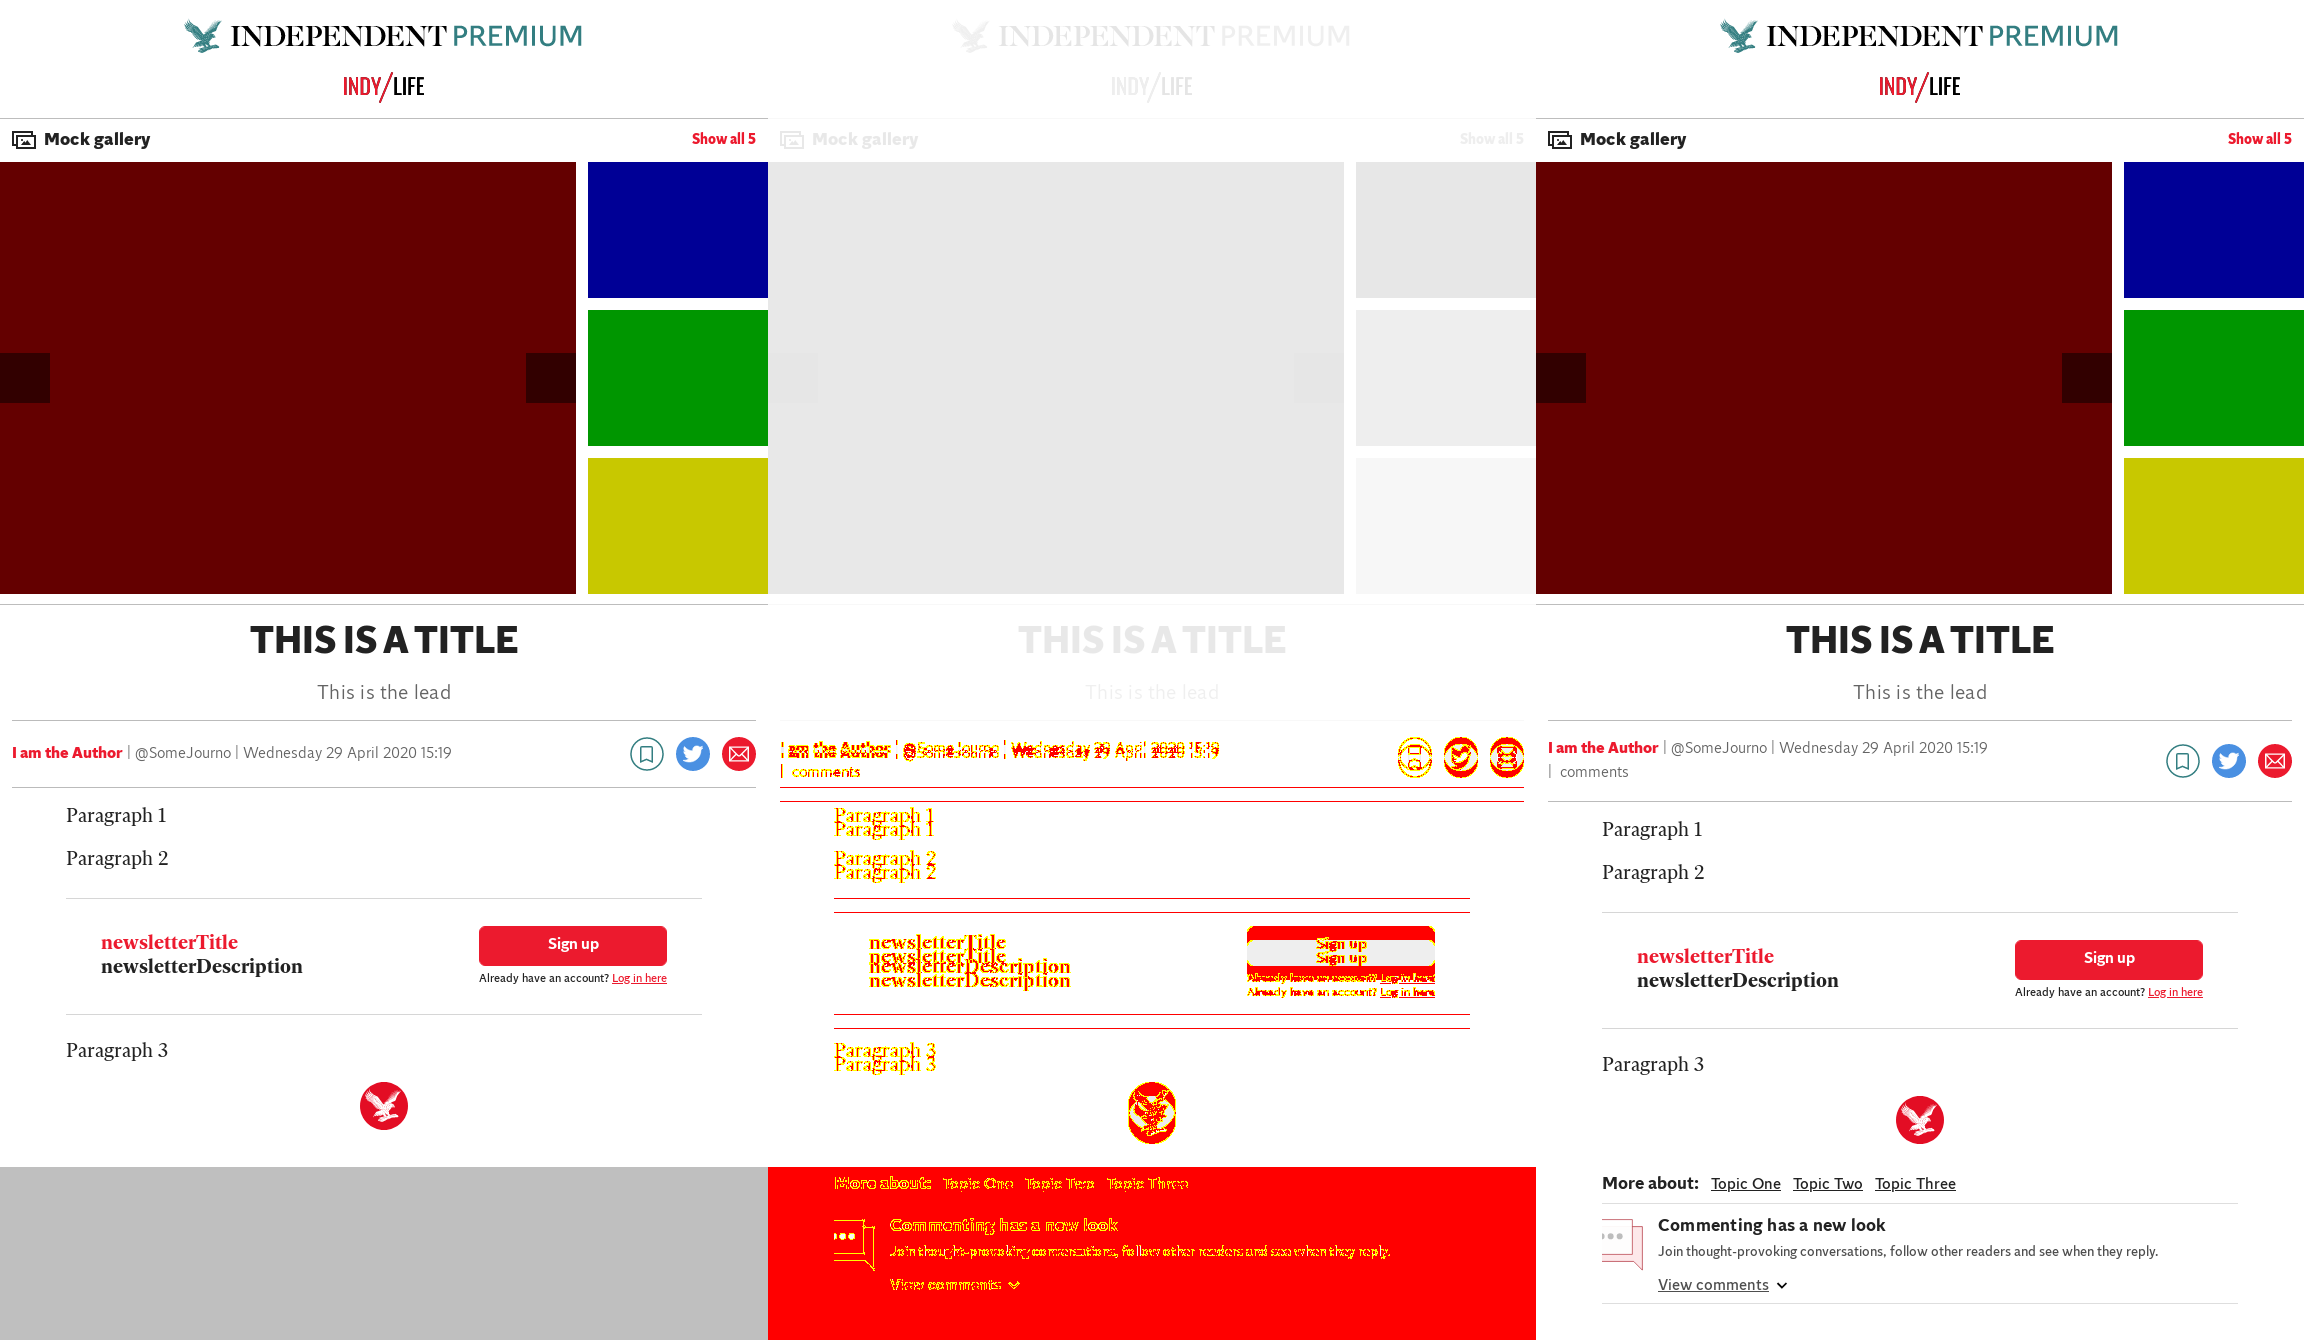 INDEPENDENT PREMIUM
INDY/LIFE
Mock gallery
Show all 5
THIS IS A TITLE
This is the lead
I am the Author | @SomeJourno | Wednesday 29 April 2020 15:19
Paragraph 1
Paragraph 2
newsletterTitle
newsletterDescription
Sign up
Already have an account? Log in here
Paragraph 3
INDEPENDENT PREMIUM
INDY/LIFE
Mock gallery
Show all 5
THIS IS A TITLE
This is the lead
I am the Author | @SomeJourno | Wednesday 29 April 2020 15:19
| comments
Paragraph 1
Paragraph 1
Paragraph 2
Paragraph 2
newsletterTitle
newsletterTitle
newsletterDescription
newsletterDescription
Sign up
Sign up
Already have an account? Log in here
Already have an account? Log in here
Paragraph 3
Paragraph 3
More about: Topic One Topic Two Topic Three
Commenting has a new look
Join thought-provoking conversations, follow other readers and see when they reply.
View comments
INDEPENDENT PREMIUM
INDY/LIFE
Mock gallery
Show all 5
THIS IS A TITLE
This is the lead
I am the Author | @SomeJourno | Wednesday 29 April 2020 15:19
| comments
Paragraph 1
Paragraph 2
newsletterTitle
newsletterDescription
Sign up
Already have an account? Log in here
Paragraph 3
More about: Topic One Topic Two Topic Three
Commenting has a new look
Join thought-provoking conversations, follow other readers and see when they reply.
View comments